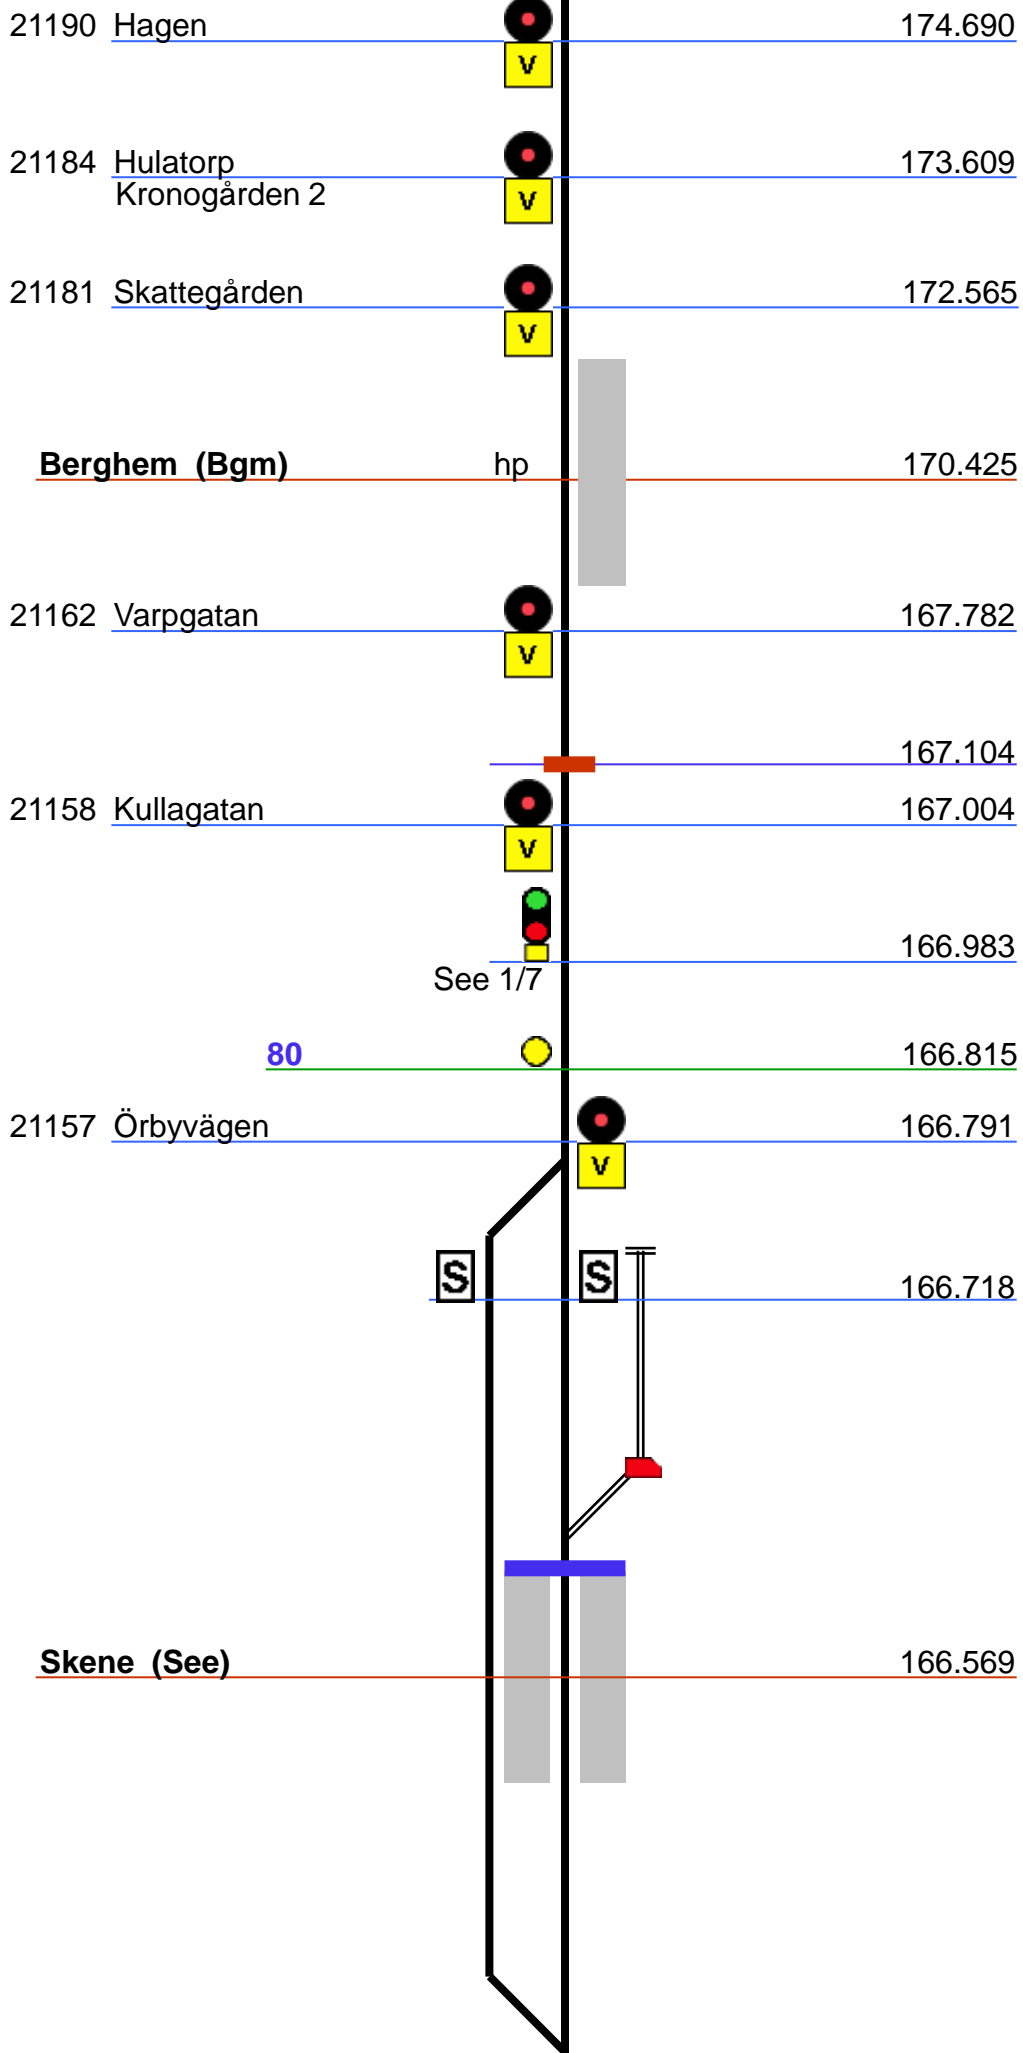 21190 Hagen 174.690
V
21184 Hulatorp 173.609
Kronogården 2
V
21181 Skattegården 172.565
V
Berghem (Bgm) hp 170.425
21162 Varpgatan 167.782
V
167.104
21158 Kullagatan 167.004
V
166.983
See 1/7
80 166.815
21157 Örbyvägen 166.791
V
S S 166.718
Skene (See) 166.569